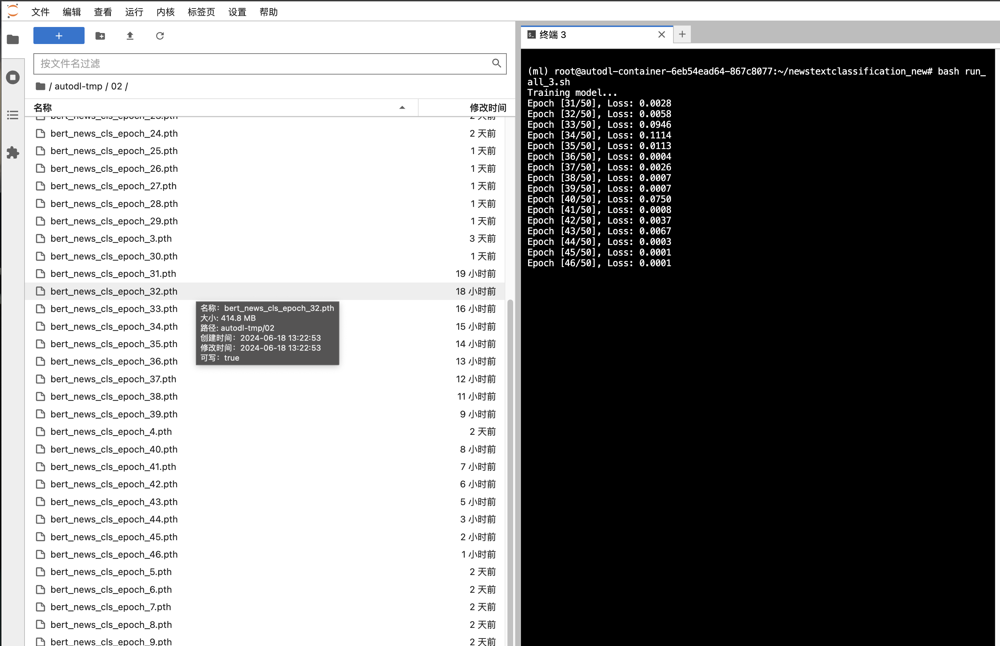 文件 编辑 查看 运行 内核 标签页 设置 帮助
+
按文件名过滤
/ autodl-tmp / 02 /
名称 修改时间
bert_news_cls_epoch_23.pth 2 天前
bert_news_cls_epoch_24.pth 2 天前
bert_news_cls_epoch_25.pth 1 天前
bert_news_cls_epoch_26.pth 1 天前
bert_news_cls_epoch_27.pth 1 天前
bert_news_cls_epoch_28.pth 1 天前
bert_news_cls_epoch_29.pth 1 天前
bert_news_cls_epoch_3.pth 3 天前
bert_news_cls_epoch_30.pth 1 天前
bert_news_cls_epoch_31.pth 19 小时前
bert_news_cls_epoch_32.pth 18 小时前
bert_news_cls_epoch_33.pth 16 小时前
bert_news_cls_epoch_34.pth 15 小时前
bert_news_cls_epoch_35.pth 14 小时前
bert_news_cls_epoch_36.pth 13 小时前
bert_news_cls_epoch_37.pth 12 小时前
bert_news_cls_epoch_38.pth 11 小时前
bert_news_cls_epoch_39.pth 9 小时前
bert_news_cls_epoch_4.pth 2 天前
bert_news_cls_epoch_40.pth 8 小时前
bert_news_cls_epoch_41.pth 7 小时前
bert_news_cls_epoch_42.pth 6 小时前
bert_news_cls_epoch_43.pth 5 小时前
bert_news_cls_epoch_44.pth 3 小时前
bert_news_cls_epoch_45.pth 2 小时前
bert_news_cls_epoch_46.pth 1 小时前
bert_news_cls_epoch_5.pth 2 天前
bert_news_cls_epoch_6.pth 2 天前
bert_news_cls_epoch_7.pth 2 天前
bert_news_cls_epoch_8.pth 2 天前
bert_news_cls_epoch_9.pth 2 天前
名称: bert_news_cls_epoch_32.pth
大小: 414.8 MB
路径: autodl-tmp/02
创建时间: 2024-06-18 13:22:53
修改时间: 2024-06-18 13:22:53
可写: true
$_ 终端 3
+
(ml) root@autodl-container-6eb54ead64-867c8077:~/newstextclassification_new# bash run_
all_3.sh
Training model...
Epoch [31/50], Loss: 0.0028
Epoch [32/50], Loss: 0.0058
Epoch [33/50], Loss: 0.0946
Epoch [34/50], Loss: 0.1114
Epoch [35/50], Loss: 0.0113
Epoch [36/50], Loss: 0.0004
Epoch [37/50], Loss: 0.0026
Epoch [38/50], Loss: 0.0007
Epoch [39/50], Loss: 0.0007
Epoch [40/50], Loss: 0.0750
Epoch [41/50], Loss: 0.0008
Epoch [42/50], Loss: 0.0037
Epoch [43/50], Loss: 0.0067
Epoch [44/50], Loss: 0.0003
Epoch [45/50], Loss: 0.0001
Epoch [46/50], Loss: 0.0001